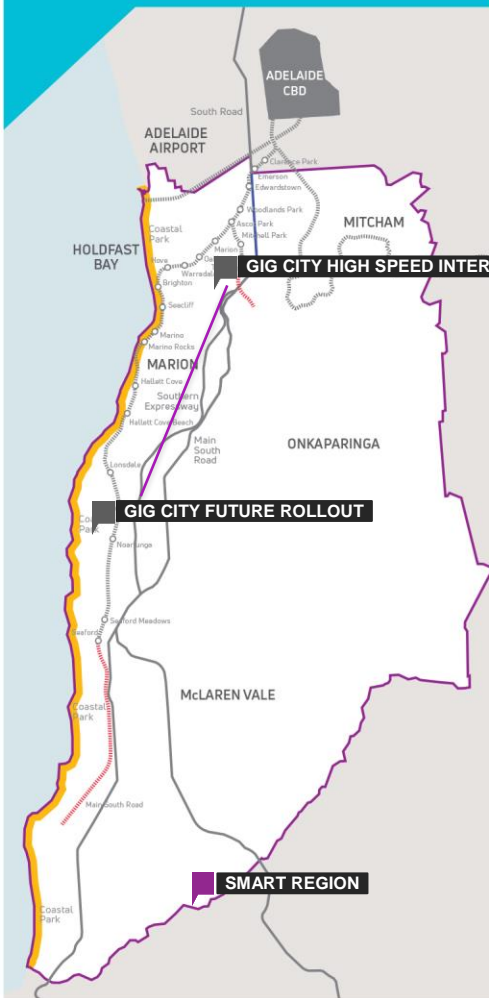 ADELAIDE
CBD
South Road
ADELAIDE
AIRPORT
Clarence Park
Emerson
Edwardstown
Woodlands Park
Ascot Park
Mitchell Park
MITCHAM
Coastal
Park
Marion
HOLDFAST
BAY
Hove
Warradale
GIG CITY HIGH SPEED INTER
Brighton
Seacliff
Marino
Marino Rocks
MARION
Hallett Cove
Southern
Expressway
Hallett Cove Beach
Main
South
Road
ONKAPARINGA
Lonsdale
GIG CITY FUTURE ROLLOUT
Park
Noarlunga
Seaford Meadows
Seaford
McLAREN VALE
Coastal
Park
Main South Road
SMART REGION
Coastal
Park